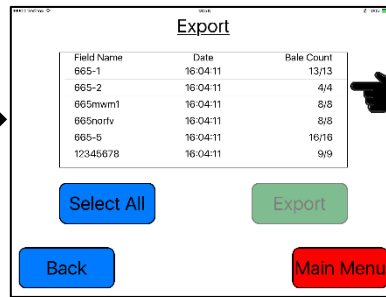 Export
Field Name Date Bale Count
665-1 16:04:11 13/13
665-2 16:04:11 4/4
665mwm1 16:04:11 8/8
665norfv 16:04:11 8/8
665-5 16:04:11 16/16
12345678 16:04:11 9/9
Select All Export
Back Main Menu